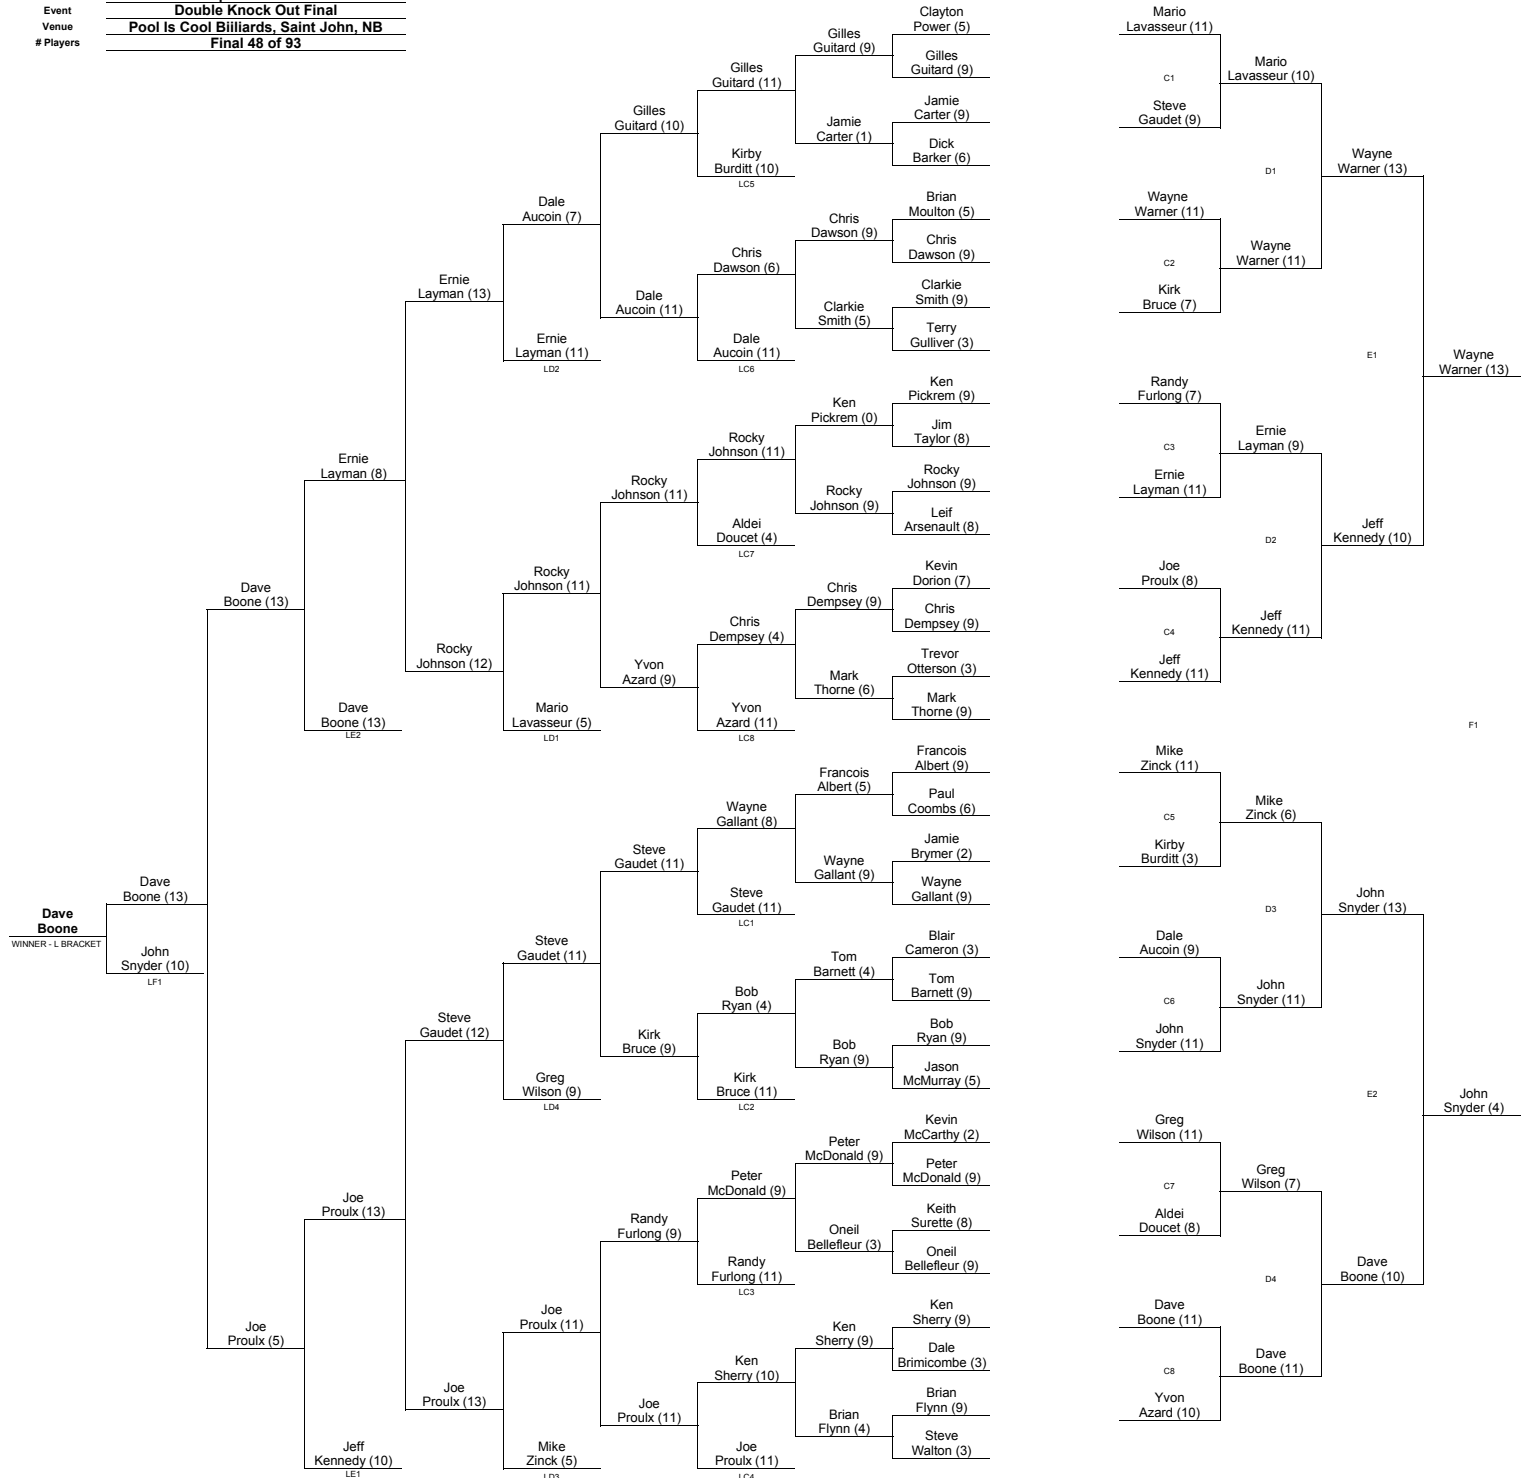 Event Double Knock Out Final
Venue Pool Is Cool Biiliards, Saint John, NB
# Players Final 48 of 93
Dave
Boone
WINNER - L BRACKET
Dave
Boone (13)
John
Snyder (10)
LF1
Dave
Boone (13)
Joe
Proulx (5)
Ernie
Layman (8)
Dave
Boone (13)
LE2
Joe
Proulx (13)
Jeff
Kennedy (10)
LE1
Ernie
Layman (13)
Rocky
Johnson (12)
Steve
Gaudet (12)
Joe
Proulx (13)
Dale
Aucoin (7)
Ernie
Layman (11)
LD2
Rocky
Johnson (11)
Mario
Lavasseur (5)
LD1
Steve
Gaudet (11)
Greg
Wilson (9)
LD4
Joe
Proulx (11)
Mike
Zinck (5)
LD3
Gilles
Guitard (10)
Dale
Aucoin (11)
Rocky
Johnson (11)
Yvon
Azard (9)
Steve
Gaudet (11)
Kirk
Bruce (9)
Randy
Furlong (9)
Joe
Proulx (11)
Gilles
Guitard (11)
Kirby
Burditt (10)
LC5
Chris
Dawson (6)
Dale
Aucoin (11)
LC6
Rocky
Johnson (11)
Aldei
Doucet (4)
LC7
Chris
Dempsey (4)
Yvon
Azard (11)
LC8
Wayne
Gallant (8)
Steve
Gaudet (11)
LC1
Bob
Ryan (4)
Kirk
Bruce (11)
LC2
Peter
McDonald (9)
Randy
Furlong (11)
LC3
Ken
Sherry (10)
Joe
Proulx (11)
LC4
Gilles
Guitard (9)
Jamie
Carter (1)
Chris
Dawson (9)
Clarkie
Smith (5)
Ken
Pickrem (0)
Rocky
Johnson (9)
Chris
Dempsey (9)
Mark
Thorne (6)
Francois
Albert (5)
Wayne
Gallant (9)
Tom
Barnett (4)
Bob
Ryan (9)
Peter
McDonald (9)
Oneil
Bellefleur (3)
Ken
Sherry (9)
Brian
Flynn (4)
Clayton
Power (5)
Gilles
Guitard (9)
Jamie
Carter (9)
Dick
Barker (6)
Brian
Moulton (5)
Chris
Dawson (9)
Clarkie
Smith (9)
Terry
Gulliver (3)
Ken
Pickrem (9)
Jim
Taylor (8)
Rocky
Johnson (9)
Leif
Arsenault (8)
Kevin
Dorion (7)
Chris
Dempsey (9)
Trevor
Otterson (3)
Mark
Thorne (9)
Francois
Albert (9)
Paul
Coombs (6)
Jamie
Brymer (2)
Wayne
Gallant (9)
Blair
Cameron (3)
Tom
Barnett (9)
Bob
Ryan (9)
Jason
McMurray (5)
Kevin
McCarthy (2)
Peter
McDonald (9)
Keith
Surette (8)
Oneil
Bellefleur (9)
Ken
Sherry (9)
Dale
Brimicombe (3)
Brian
Flynn (9)
Steve
Walton (3)
Mario
Lavasseur (11)
C1
Steve
Gaudet (9)
Wayne
Warner (11)
C2
Kirk
Bruce (7)
Randy
Furlong (7)
C3
Ernie
Layman (11)
Joe
Proulx (8)
C4
Jeff
Kennedy (11)
Mike
Zinck (11)
C5
Kirby
Burditt (3)
Dale
Aucoin (9)
C6
John
Snyder (11)
Greg
Wilson (11)
C7
Aldei
Doucet (8)
Dave
Boone (11)
C8
Yvon
Azard (10)
Mario
Lavasseur (10)
D1
Wayne
Warner (11)
Ernie
Layman (9)
D2
Jeff
Kennedy (11)
Mike
Zinck (6)
D3
John
Snyder (11)
Greg
Wilson (7)
D4
Dave
Boone (11)
Wayne
Warner (13)
E1
Jeff
Kennedy (10)
John
Snyder (13)
E2
Dave
Boone (10)
Wayne
Warner (13)
F1
John
Snyder (4)